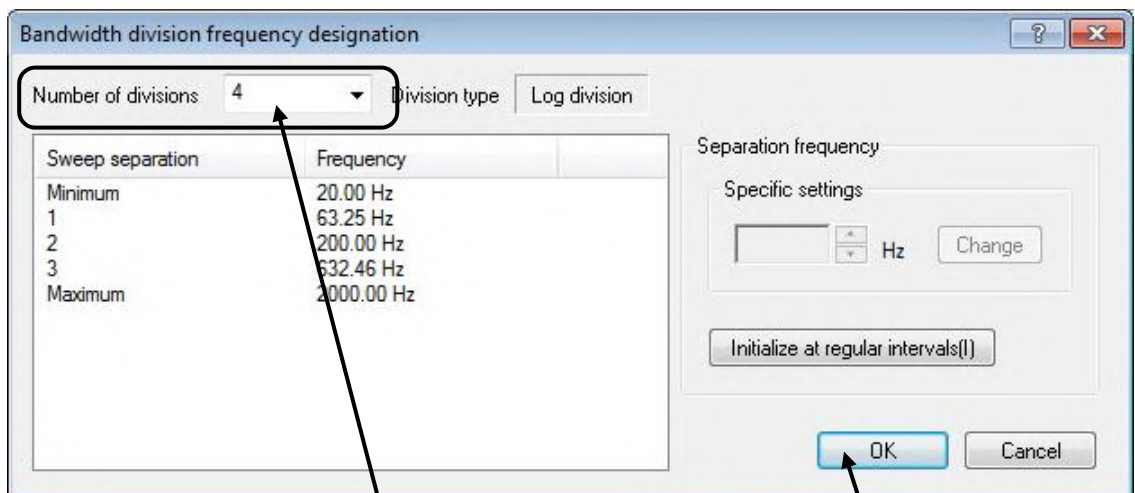 Bandwidth division frequency designation
Number of divisions 4 Division type Log division
Sweep separation Frequency
Minimum 20.00 Hz
1 63.25 Hz
2 200.00 Hz
3 632.46 Hz
Maximum 2000.00 Hz
Separation frequency
Specific settings
Hz Change
Initialize at regular intervals(I)
OK Cancel